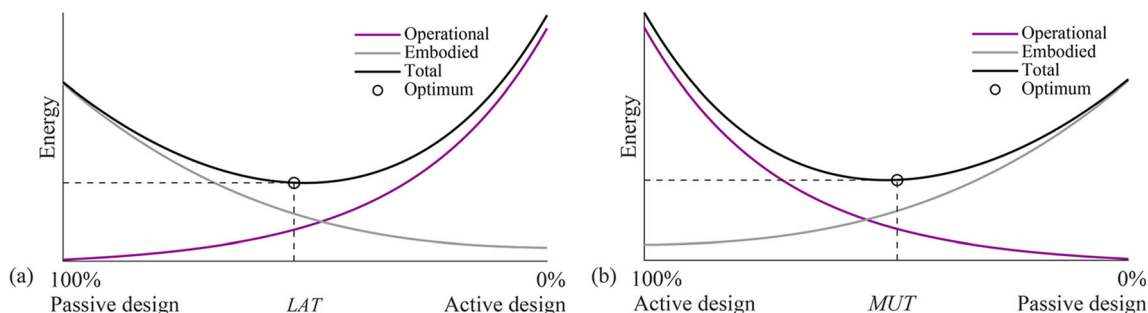 Energy
Operational
Embodied
Total
Optimum
(a)
100%
0%
Passive design
LAT
Active design
Energy
Operational
Embodied
Total
Optimum
(b)
100%
0%
Active design
MUT
Passive design